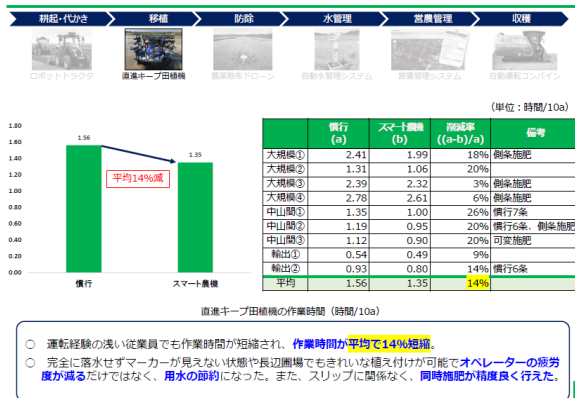 耕起・代かき 移植 防除 水管理 営農管理 収穫
ロボットトラクタ 直進キープ田植機 農薬散布ドローン 自動水管理システム 営農管理システム 自動運転コンバイン
(単位：時間/10a)
1.80
1.60
1.40
1.20
1.00
0.80
0.60
0.40
0.20
0.00
1.56
1.35
平均14%減
慣行 スマート農機
慣行(a) スマート農機(b) 削減率((a-b)/a) 備考
大規模① 2.41 1.99 18% 側条施肥
大規模② 1.31 1.06 20%
大規模③ 2.39 2.32 3% 側条施肥
大規模④ 2.78 2.61 6% 側条施肥
中山間① 1.35 1.00 26% 慣行7条
中山間② 1.19 0.95 20% 慣行6条、側条施肥
中山間③ 1.12 0.90 20% 可変施肥
輸出① 0.54 0.49 9%
輸出② 0.93 0.80 14% 慣行6条
平均 1.56 1.35 14%
直進キープ田植機の作業時間（時間/10a）
○ 運転経験の浅い従業員でも作業時間が短縮され、作業時間が平均で14%短縮。
○ 完全に落水せずマーカーが見えない状態や長辺圃場でもきれいな植え付けが可能でオペレーターの疲労
度が減るだけではなく、用水の節約になった。また、スリップに関係なく、同時施肥が精度良く行えた。